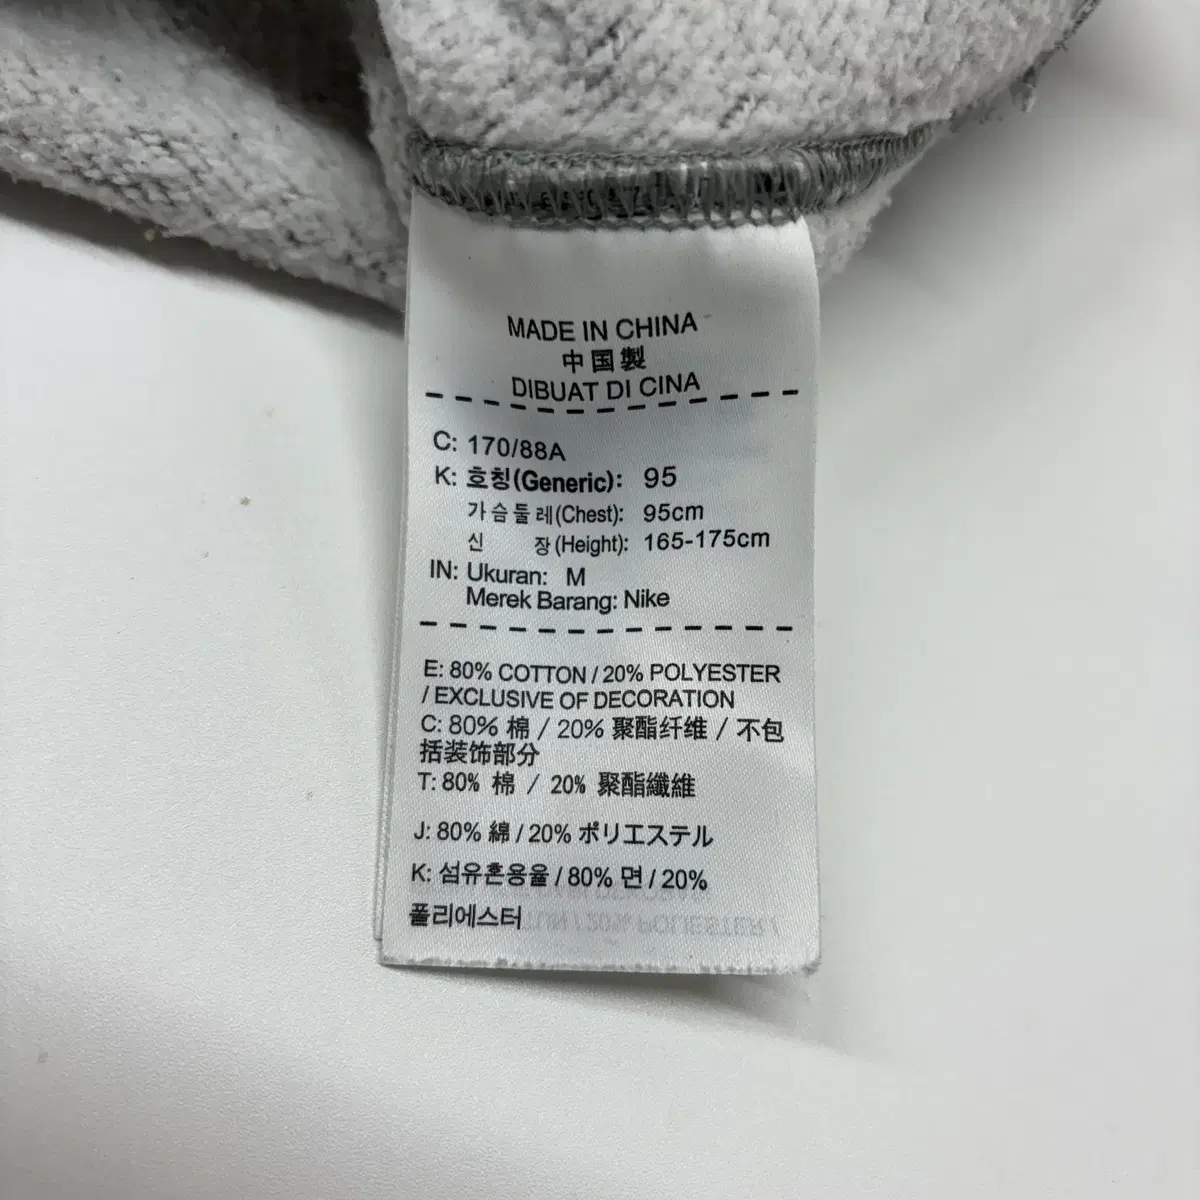 MADE IN CHINA
中国製
DIBUAT DI CINA
C: 170/88A
K: 호칭(Generic): 95
가슴둘레(Chest): 95cm
신 장(Height): 165-175cm
IN: Ukuran: M
Merek Barang: Nike
E: 80% COTTON / 20% POLYESTER
/ EXCLUSIVE OF DECORATION
C: 80% 棉 / 20% 聚酯纤维 / 不包
括装饰部分
T: 80% 棉 / 20% 聚酯纖維
J: 80% 綿 / 20% ポリエステル
K: 섬유혼용율 / 80% 면 / 20%
폴리에스터